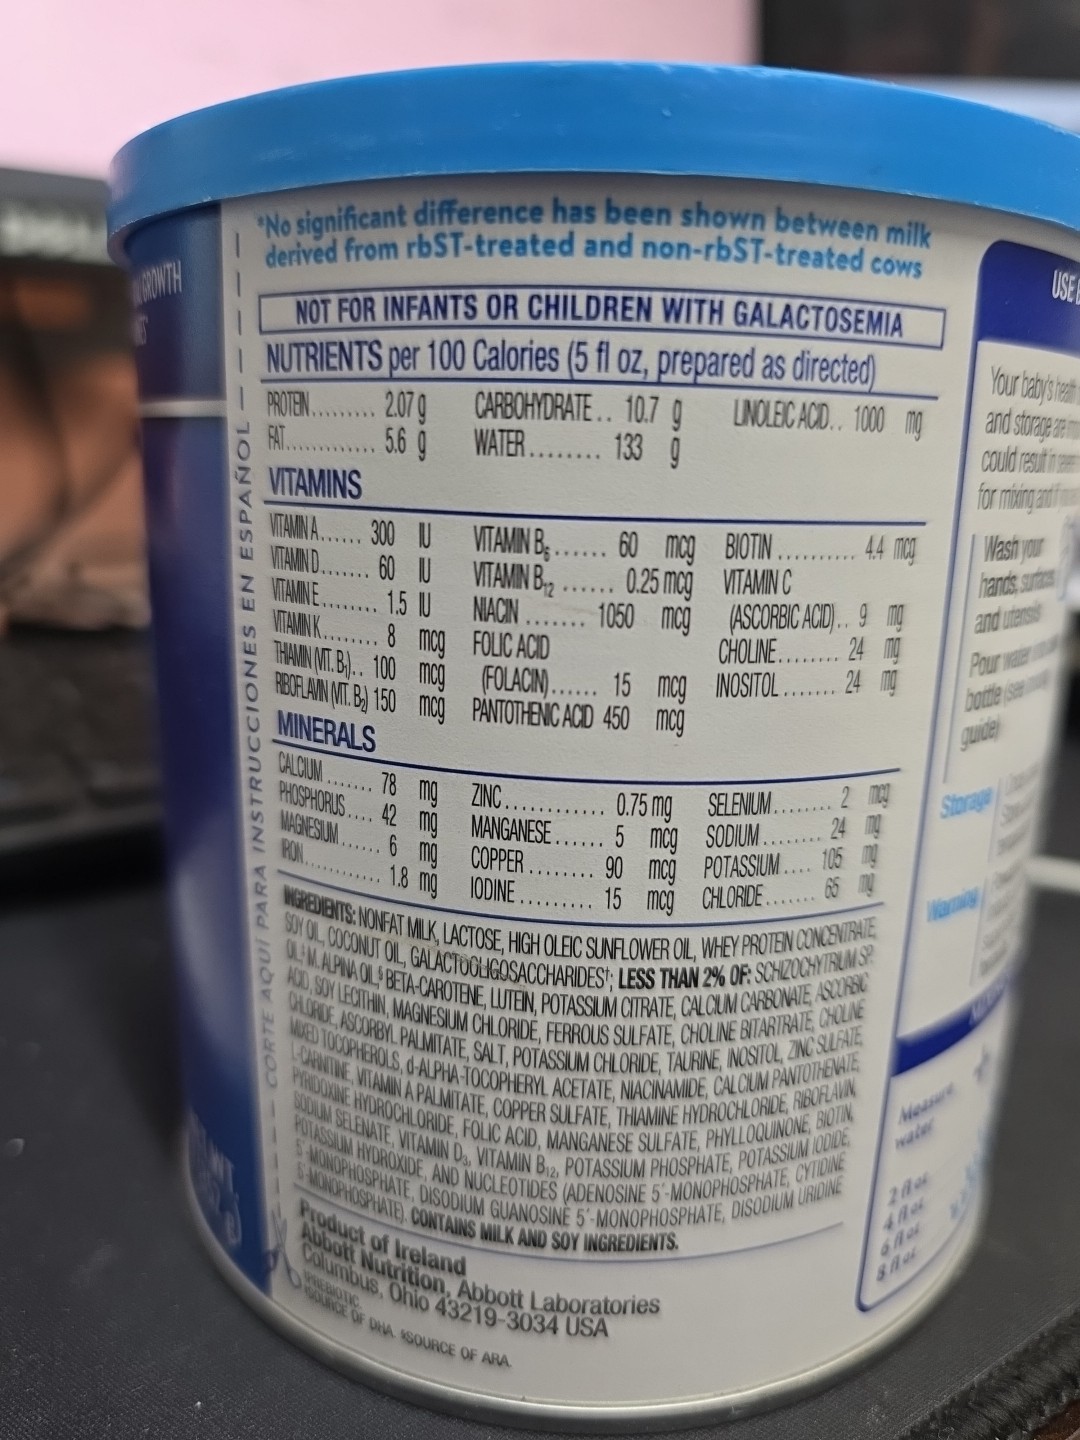 GROWTH
*No significant difference has been shown between milk
derived from rbST-treated and non-rbST-treated cows
NOT FOR INFANTS OR CHILDREN WITH GALACTOSEMIA
NUTRIENTS per 100 Calories (5 fl oz, prepared as directed)
PROTEIN......... 2.07 g CARBOHYDRATE.. 10.7 g LINOLEIC ACID.. 1000 mg
FAT............. 5.6 g WATER........ 133 g
VITAMINS
VITAMIN A...... 300 IU VITAMIN B6...... 60 mcg BIOTIN.......... 4.4 mcg
VITAMIN D....... 60 IU VITAMIN B12...... 0.25 mcg VITAMIN C
VITAMIN E........ 1.5 IU NIACIN....... 1050 mcg (ASCORBIC ACID).. 9 mg
VITAMIN K........ 8 mcg FOLIC ACID CHOLINE........ 24 mg
THIAMIN (VIT. B1).. 100 mcg (FOLACIN)...... 15 mcg INOSITOL....... 24 mg
RIBOFLAVIN (VIT. B2) 150 mcg PANTOTHENIC ACID 450 mcg
MINERALS
CALCIUM....... 78 mg ZINC............ 0.75 mg SELENIUM........ 2 mcg
PHOSPHORUS.... 42 mg MANGANESE...... 5 mcg SODIUM.......... 24 mg
MAGNESIUM...... 6 mg COPPER........ 90 mcg POTASSIUM.... 105 mg
IRON............ 1.8 mg IODINE......... 15 mcg CHLORIDE....... 65 mg
INGREDIENTS: NONFAT MILK, LACTOSE, HIGH OLEIC SUNFLOWER OIL, WHEY PROTEIN CONCENTRATE,
SOY OIL, COCONUT OIL, GALACTOOLIGOSACCHARIDES†; LESS THAN 2% OF: SCHIZOCHYTRIUM SP.
OIL‡ M. ALPINA OIL,§ BETA-CAROTENE, LUTEIN, POTASSIUM CITRATE, CALCIUM CARBONATE, ASCORBIC
ACID, SOY LECITHIN, MAGNESIUM CHLORIDE, FERROUS SULFATE, CHOLINE BITARTRATE, CHOLINE
CHLORIDE, ASCORBYL PALMITATE, SALT, POTASSIUM CHLORIDE, TAURINE, INOSITOL, ZINC SULFATE,
MIXED TOCOPHEROLS, d-ALPHA-TOCOPHERYL ACETATE, NIACINAMIDE, CALCIUM PANTOTHENATE,
L-CARNITINE, VITAMIN A PALMITATE, COPPER SULFATE, THIAMINE HYDROCHLORIDE, RIBOFLAVIN,
PYRIDOXINE HYDROCHLORIDE, FOLIC ACID, MANGANESE SULFATE, PHYLLOQUINONE, BIOTIN,
SODIUM SELENATE, VITAMIN D3, VITAMIN B12, POTASSIUM PHOSPHATE, POTASSIUM IODIDE,
POTASSIUM HYDROXIDE, AND NUCLEOTIDES (ADENOSINE 5'-MONOPHOSPHATE, CYTIDINE
5'-MONOPHOSPHATE, DISODIUM GUANOSINE 5'-MONOPHOSPHATE, DISODIUM URIDINE
5'-MONOPHOSPHATE). CONTAINS MILK AND SOY INGREDIENTS.
Product of Ireland
Abbott Nutrition, Abbott Laboratories
Columbus, Ohio 43219-3034 USA
PREBIOTIC
‡SOURCE OF DHA. §SOURCE OF ARA.
CORTE AQUÍ PARA INSTRUCCIONES EN ESPAÑOL
USE
Your baby's health
and storage are
could result in
for mixing and
Wash your
hands, surfaces
and utensils
Pour water
bottle (see
guide)
Storage
Warning
Measure
water
2 fl oz
4 fl oz
6 fl oz
8 fl oz